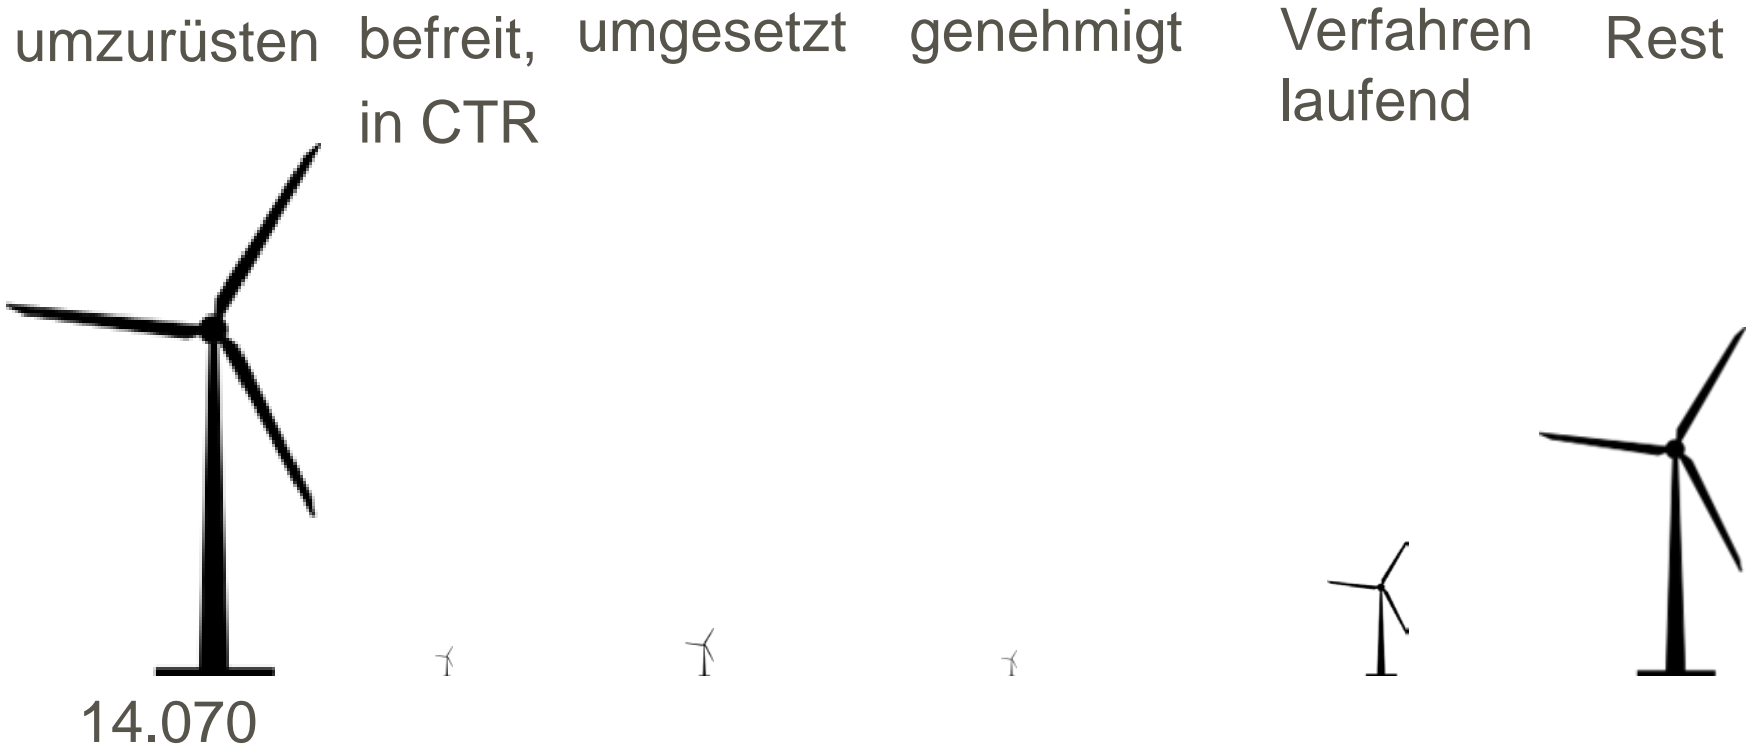 umzurüsten
befreit,
in CTR
umgesetzt
genehmigt
Verfahren
laufend
Rest
14.070